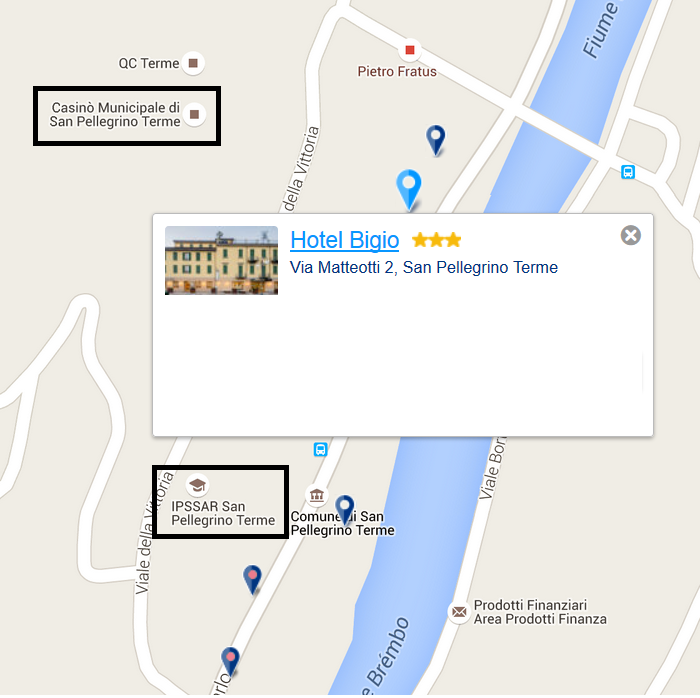 Fiume
QC Terme
Pietro Fratus
Casinò Municipale di
San Pellegrino Terme
della Vittoria
Hotel Bigio
Via Matteotti 2, San Pellegrino Terme
Viale della Vittoria
IPSSAR San
Pellegrino Terme
Comune di San
Pellegrino Terme
Viale Bor
Prodotti Finanziari
Area Prodotti Finanza
e Brémbo
arlo